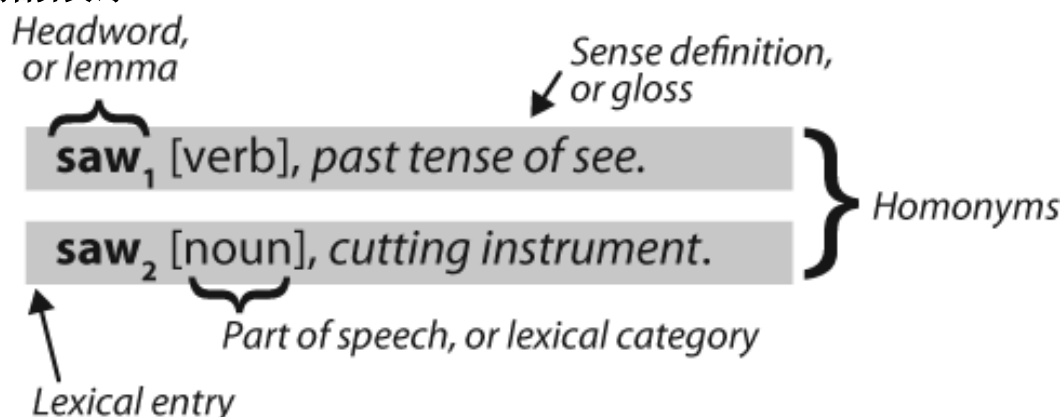 Headword,
or lemma
Sense definition,
or gloss
saw₁ [verb], past tense of see.
Homonyms
saw₂ [noun], cutting instrument.
Part of speech, or lexical category
Lexical entry